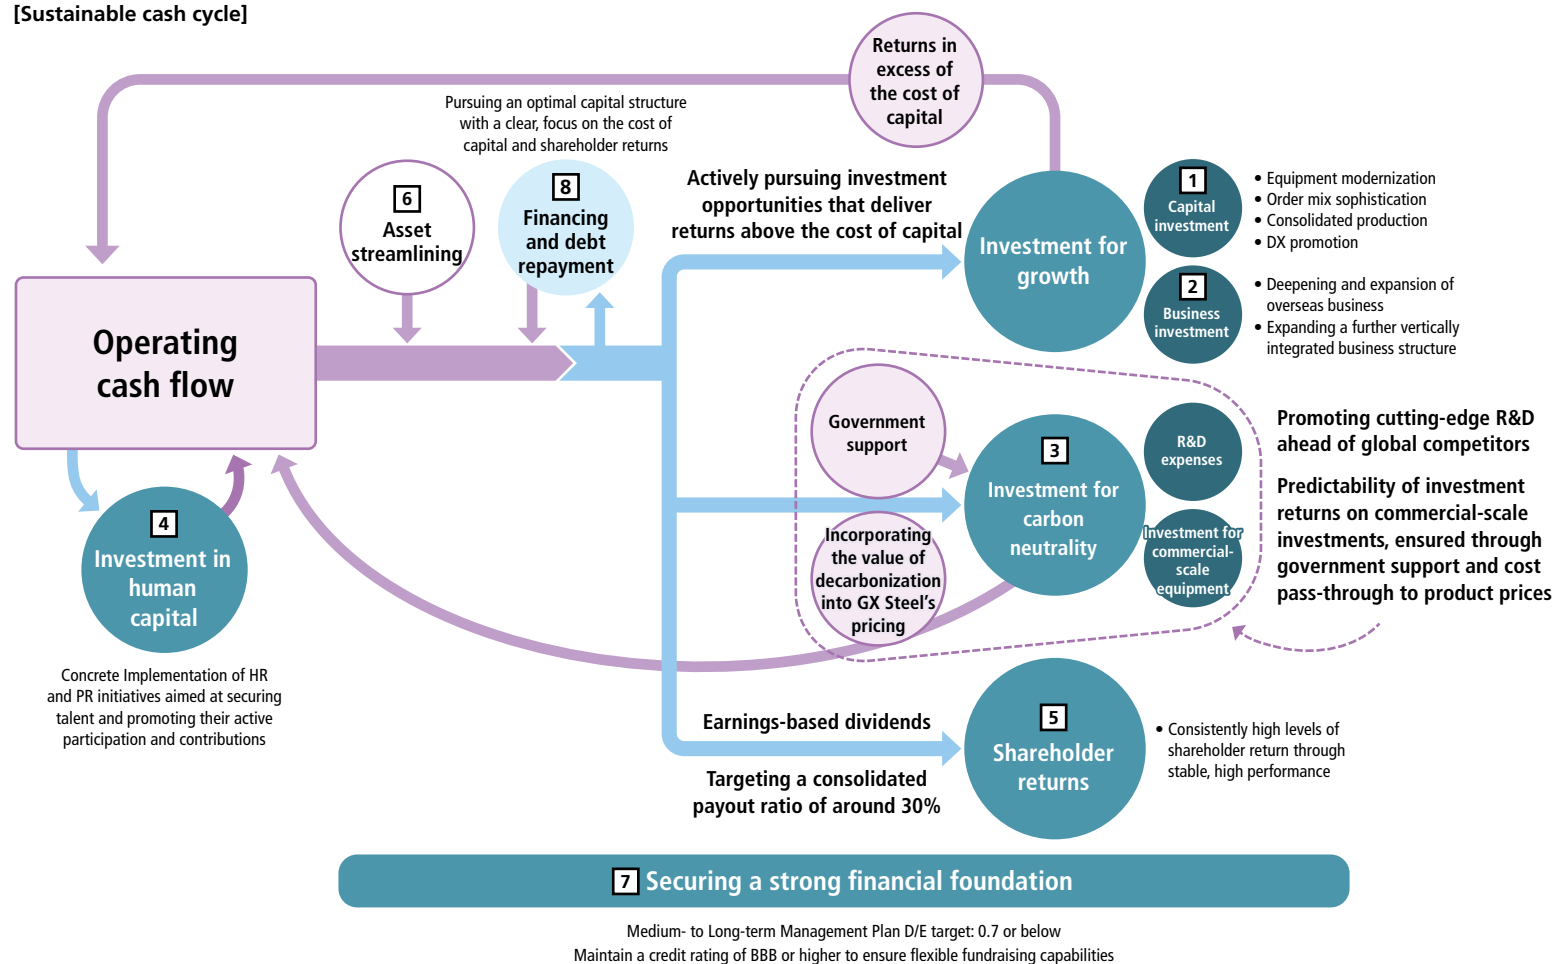 [Sustainable cash cycle]
Returns in
excess of
the cost of
capital
Pursuing an optimal capital structure
with a clear, focus on the cost of
capital and shareholder returns
6
Asset
streamlining
8
Financing
and debt
repayment
Actively pursuing investment
opportunities that deliver
returns above the cost of capital
Investment for
growth
1
Capital
investment
• Equipment modernization
• Order mix sophistication
• Consolidated production
• DX promotion
2
Business
investment
• Deepening and expansion of
overseas business
• Expanding a further vertically
integrated business structure
Operating
cash flow
Government
support
3
Investment for
carbon
neutrality
R&D
expenses
Investment for
commercial-
scale
equipment
Incorporating
the value of
decarbonization
into GX Steel's
pricing
Promoting cutting-edge R&D
ahead of global competitors
Predictability of investment
returns on commercial-scale
investments, ensured through
government support and cost
pass-through to product prices
4
Investment in
human
capital
Concrete Implementation of HR
and PR initiatives aimed at securing
talent and promoting their active
participation and contributions
Earnings-based dividends
Targeting a consolidated
payout ratio of around 30%
5
Shareholder
returns
• Consistently high levels of
shareholder return through
stable, high performance
7 Securing a strong financial foundation
Medium- to Long-term Management Plan D/E target: 0.7 or below
Maintain a credit rating of BBB or higher to ensure flexible fundraising capabilities